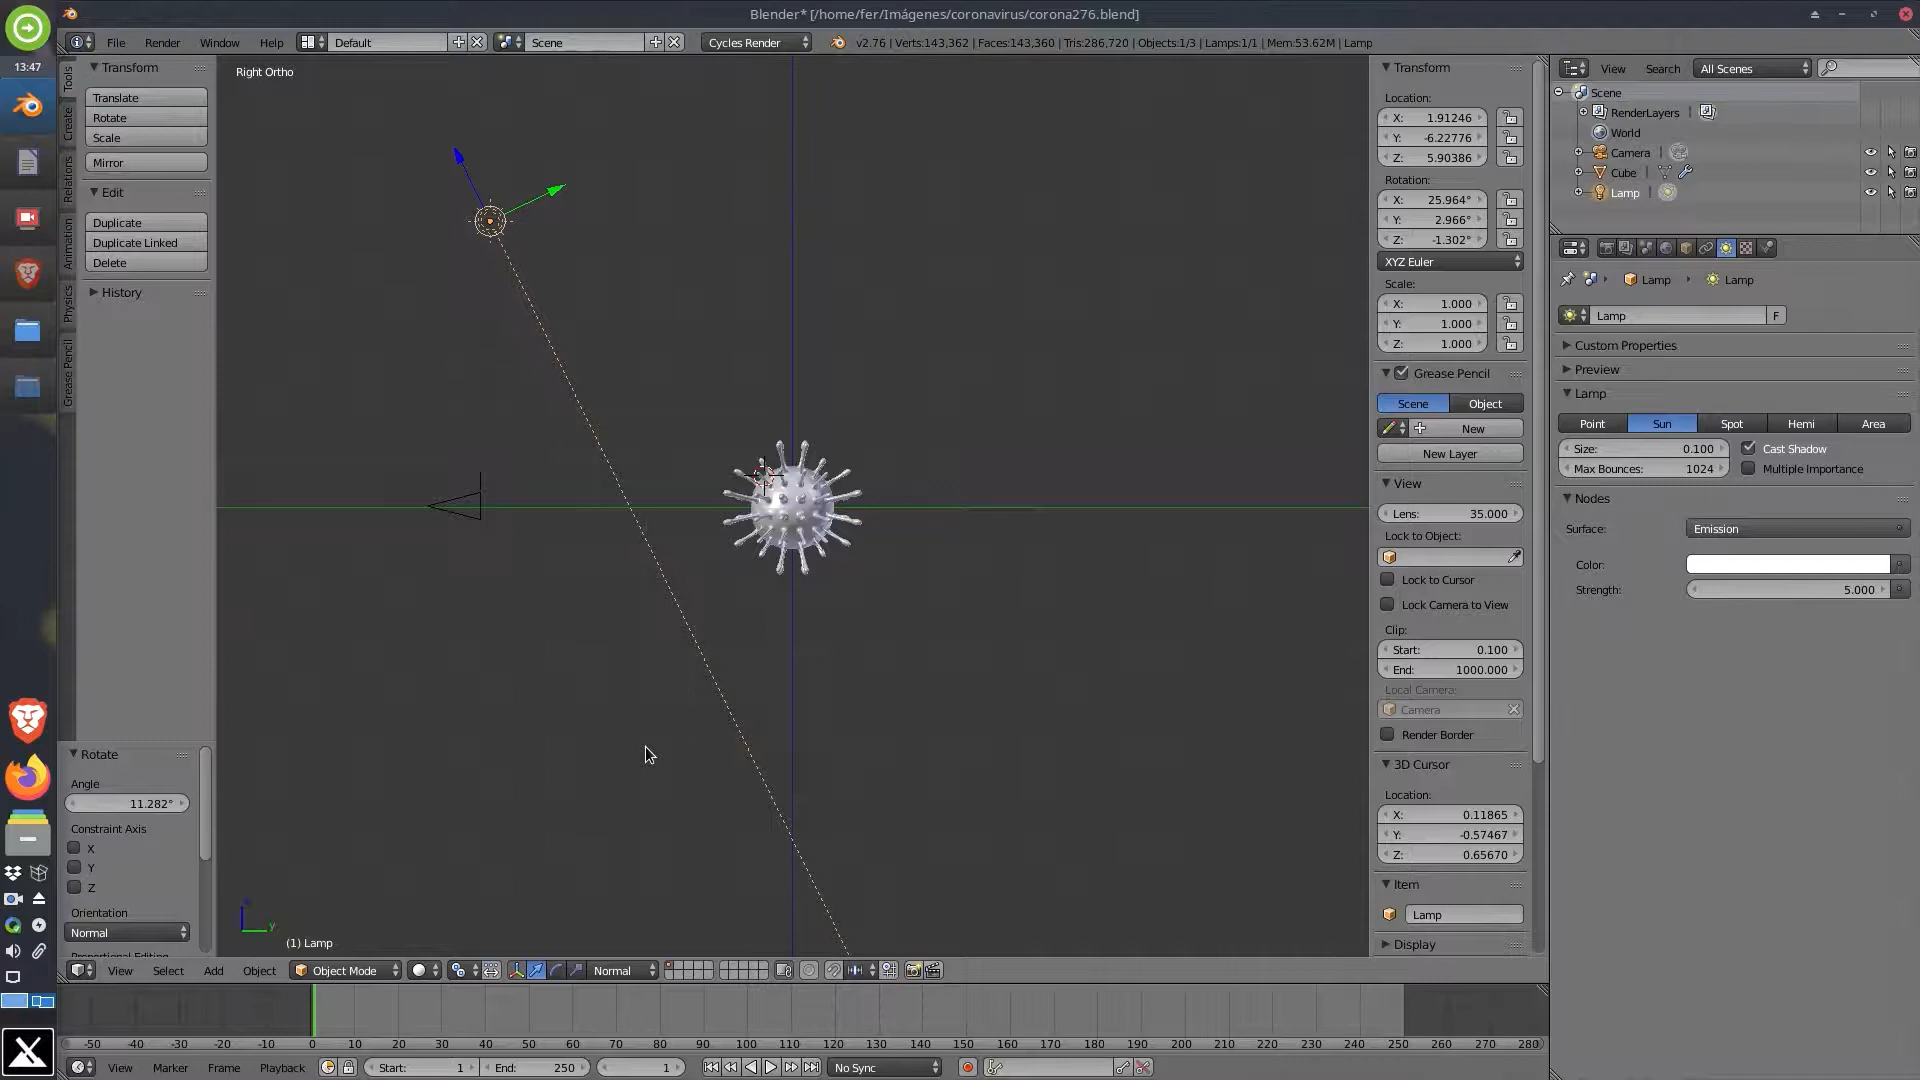 Blender* [/home/fer/Imágenes/coronavirus/corona276.blend]
File Render Window Help Default Scene Cycles Render v2.76 | Verts:143,362 | Faces:143,360 | Tris:286,720 | Objects:1/3 | Lamps:1/1 | Mem:53.62M | Lamp
13:47
Tools
Create
Relations
Animation
Physics
Grease Pencil
Transform
Translate
Rotate
Scale
Mirror
Edit
Duplicate
Duplicate Linked
Delete
History
Rotate
Angle
11.282°
Constraint Axis
X
Y
Z
Orientation
Normal
Right Ortho
y
(1) Lamp
Transform
Location:
X: 1.91246
Y: -6.22776
Z: 5.90386
Rotation:
X: 25.964°
Y: 2.966°
Z: -1.302°
XYZ Euler
Scale:
X: 1.000
Y: 1.000
Z: 1.000
Grease Pencil
Scene Object
New
New Layer
View
Lens: 35.000
Lock to Object:
Lock to Cursor
Lock Camera to View
Clip:
Start: 0.100
End: 1000.000
Local Camera:
Camera
Render Border
3D Cursor
Location:
X: 0.11865
Y: -0.57467
Z: 0.65670
Item
Lamp
Display
View Search All Scenes
Scene
RenderLayers |
World
Camera |
Cube |
Lamp |
Lamp Lamp
Lamp F
Custom Properties
Preview
Lamp
Point Sun Spot Hemi Area
Size: 0.100 Cast Shadow
Max Bounces: 1024 Multiple Importance
Nodes
Surface: Emission
Color:
Strength: 5.000
View Select Add Object Object Mode Normal
-50 -40 -30 -20 -10 0 10 20 30 40 50 60 70 80 90 100 110 120 130 140 150 160 170 180 190 200 210 220 230 240 250 260 270 280
View Marker Frame Playback Start: 1 End: 250 1 No Sync